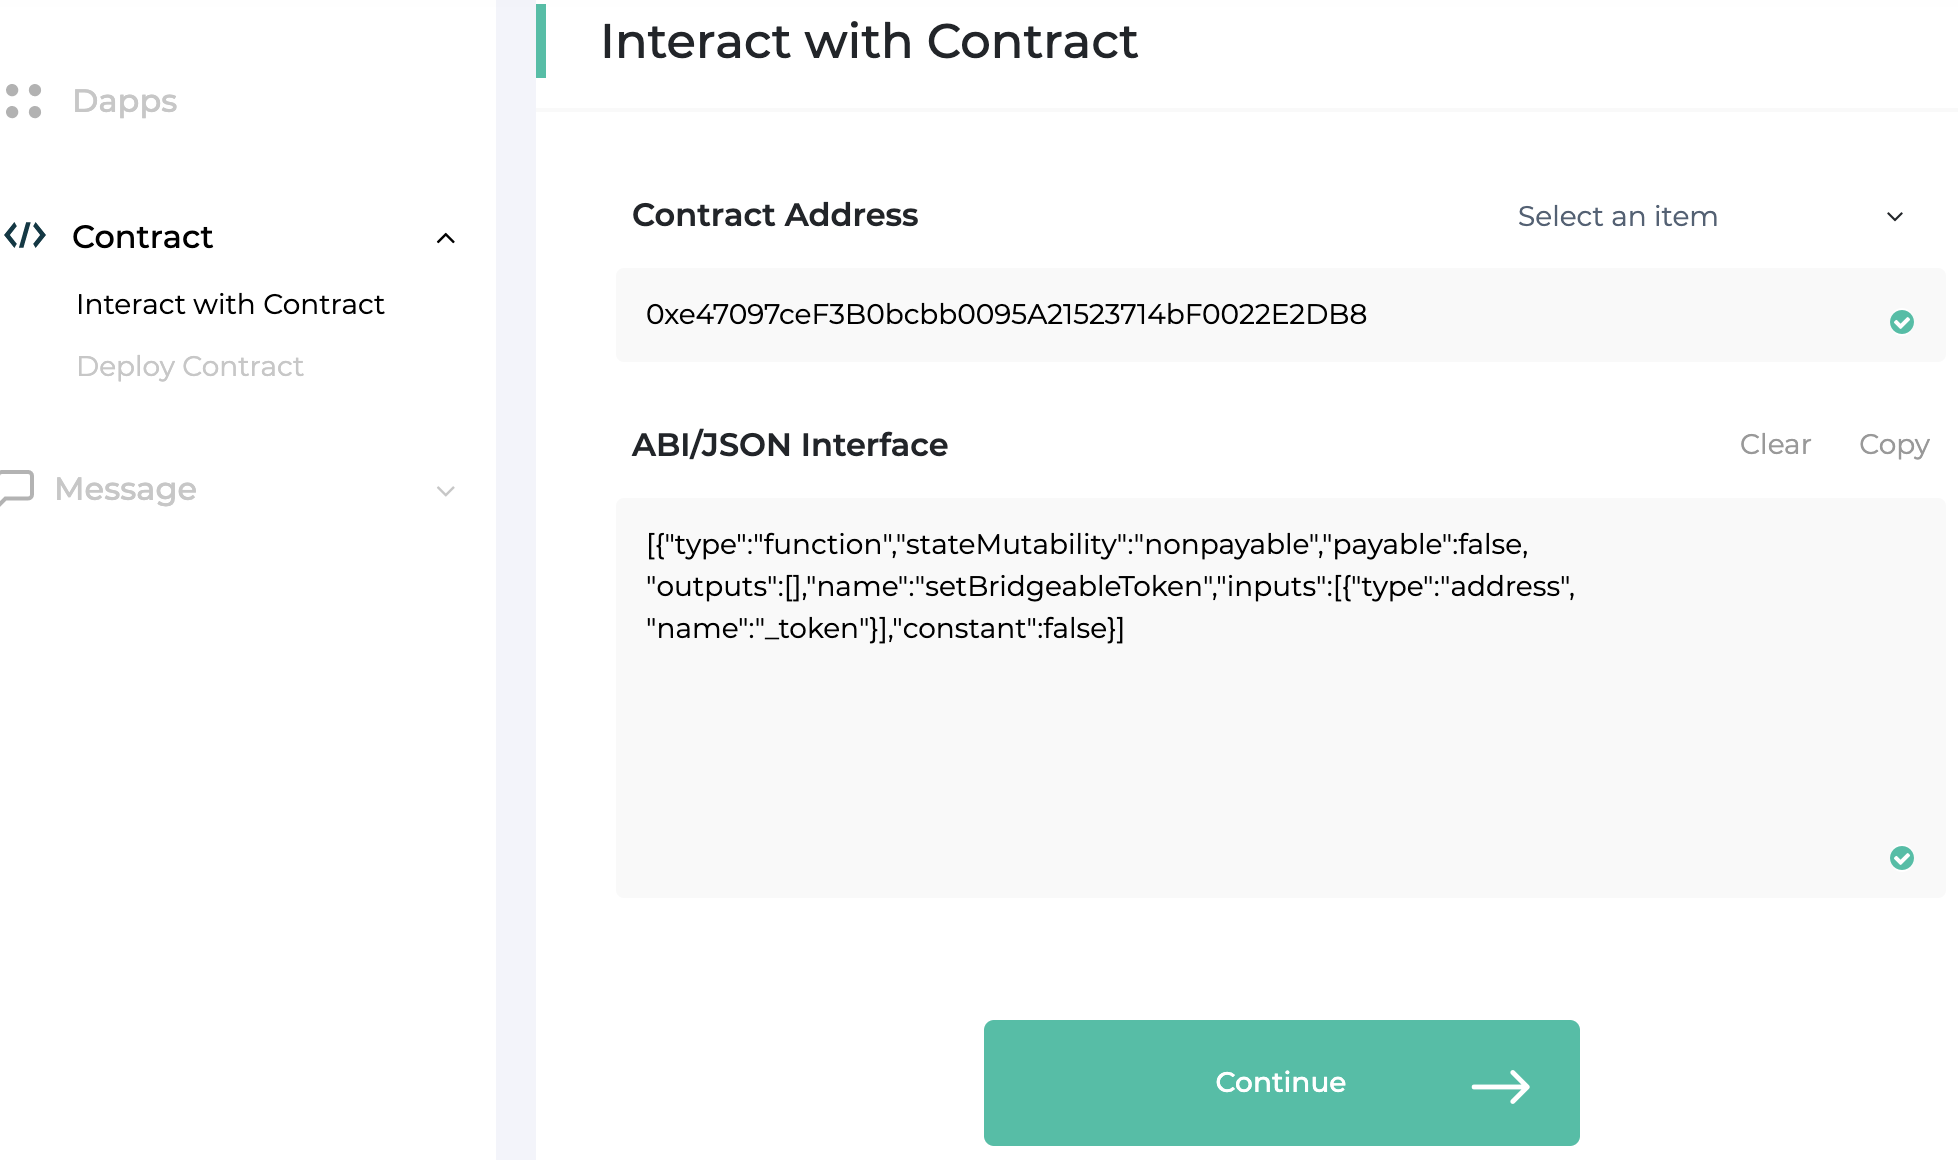 Dapps
Contract
Interact with Contract
Deploy Contract
Message
Interact with Contract
Contract Address
Select an item
0xe47097ceF3B0bcbb0095A21523714bF0022E2DB8
ABI/JSON Interface
Clear
Copy
[{"type":"function","stateMutability":"nonpayable","payable":false,
"outputs":[],"name":"setBridgeableToken","inputs":[{"type":"address",
"name":"_token"}],"constant":false}]
Continue